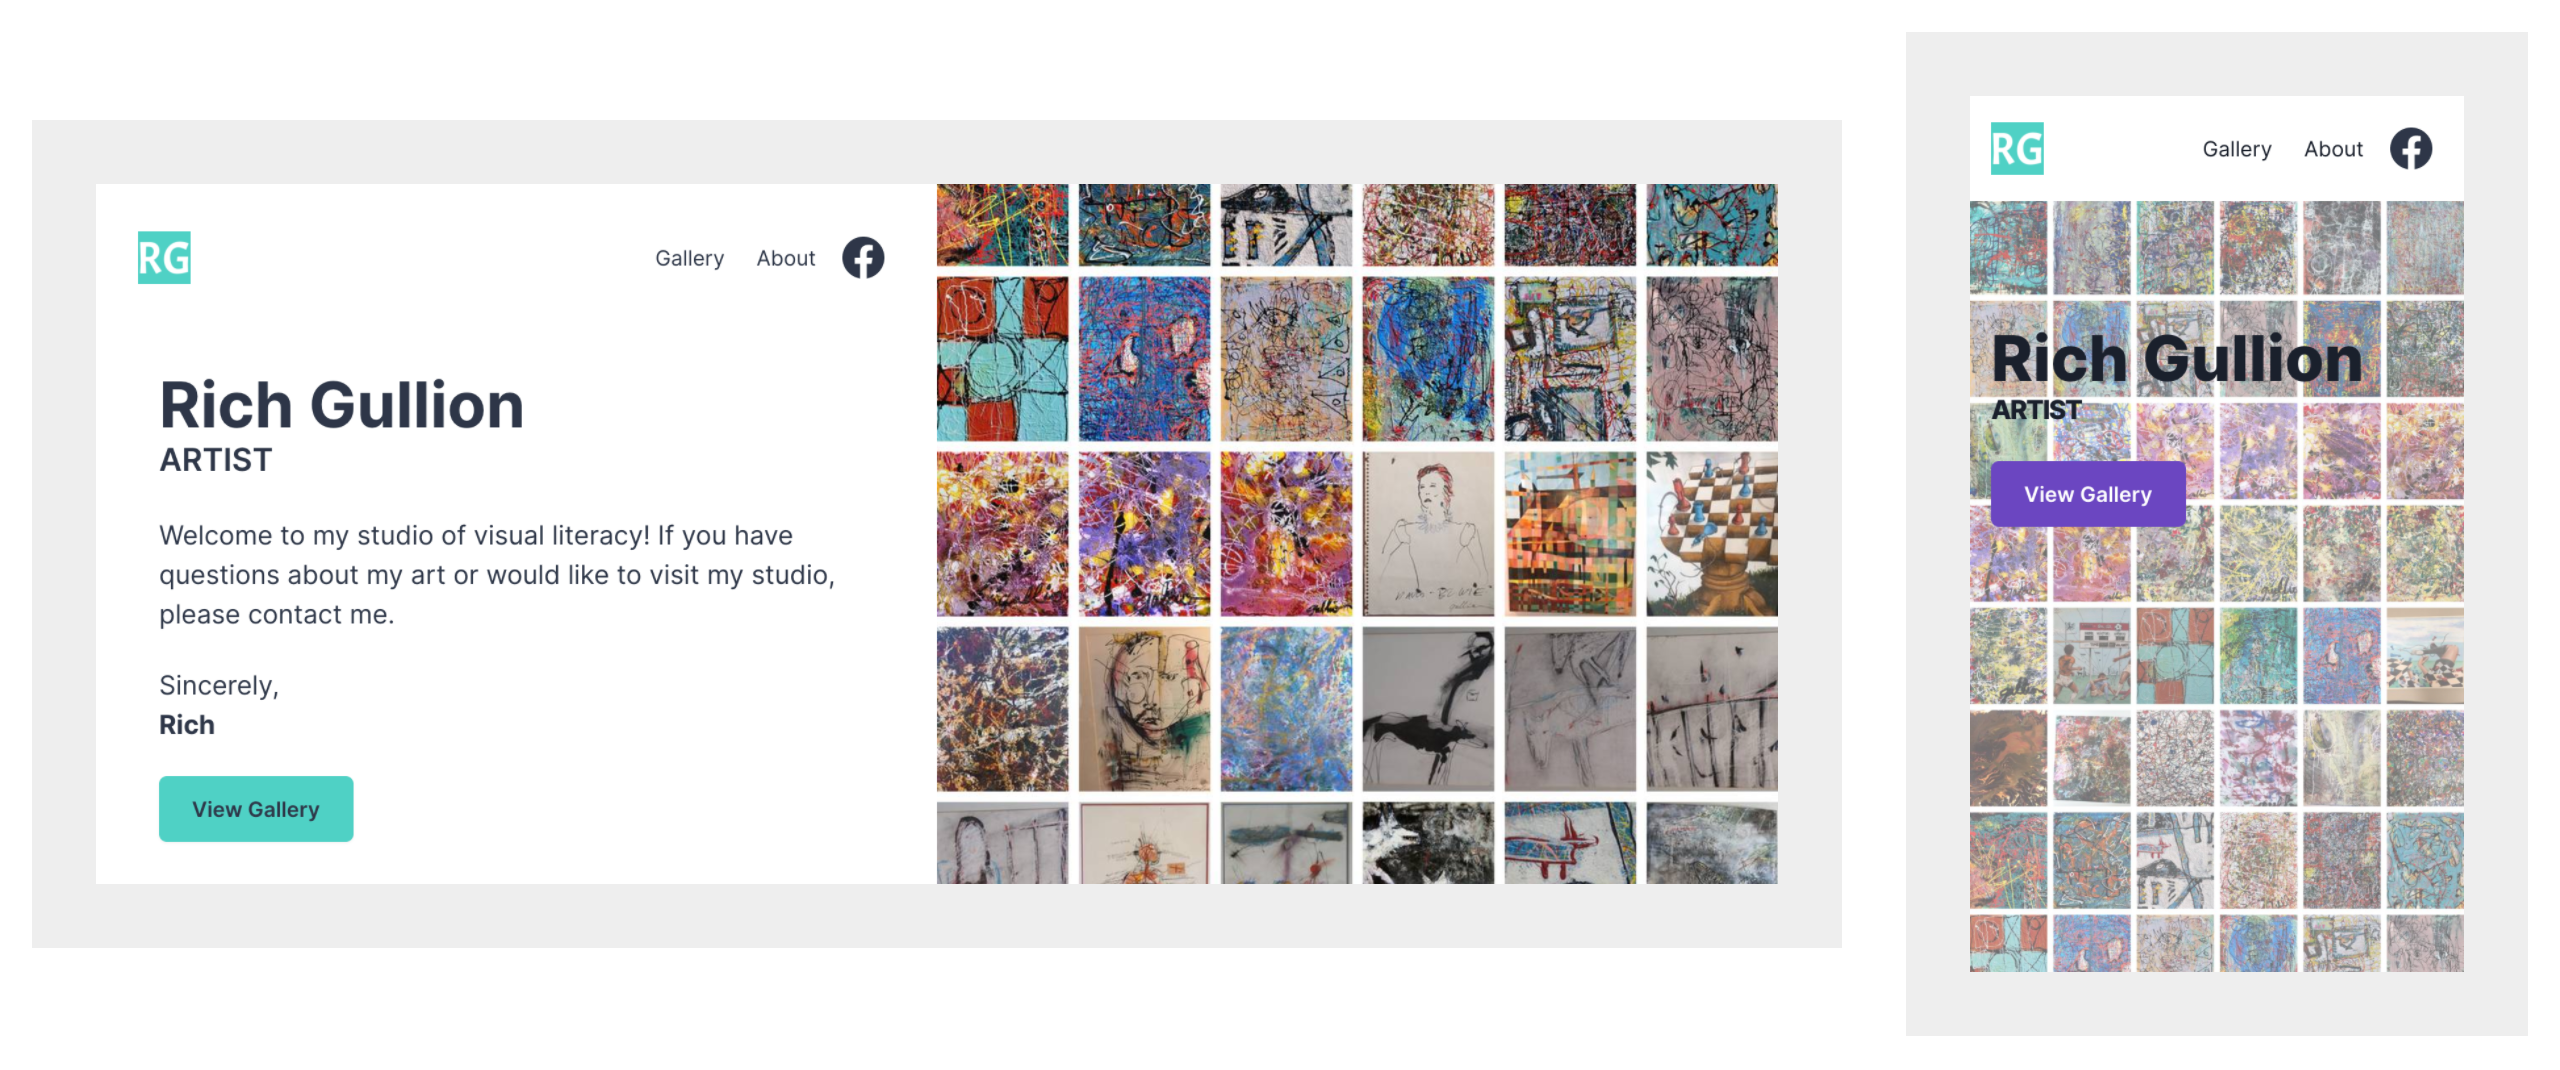 RG
Gallery About
Rich Gullion
ARTIST
Welcome to my studio of visual literacy! If you have
questions about my art or would like to visit my studio,
please contact me.
Sincerely,
Rich
View Gallery
RG
Gallery About
Rich Gullion
ARTIST
View Gallery